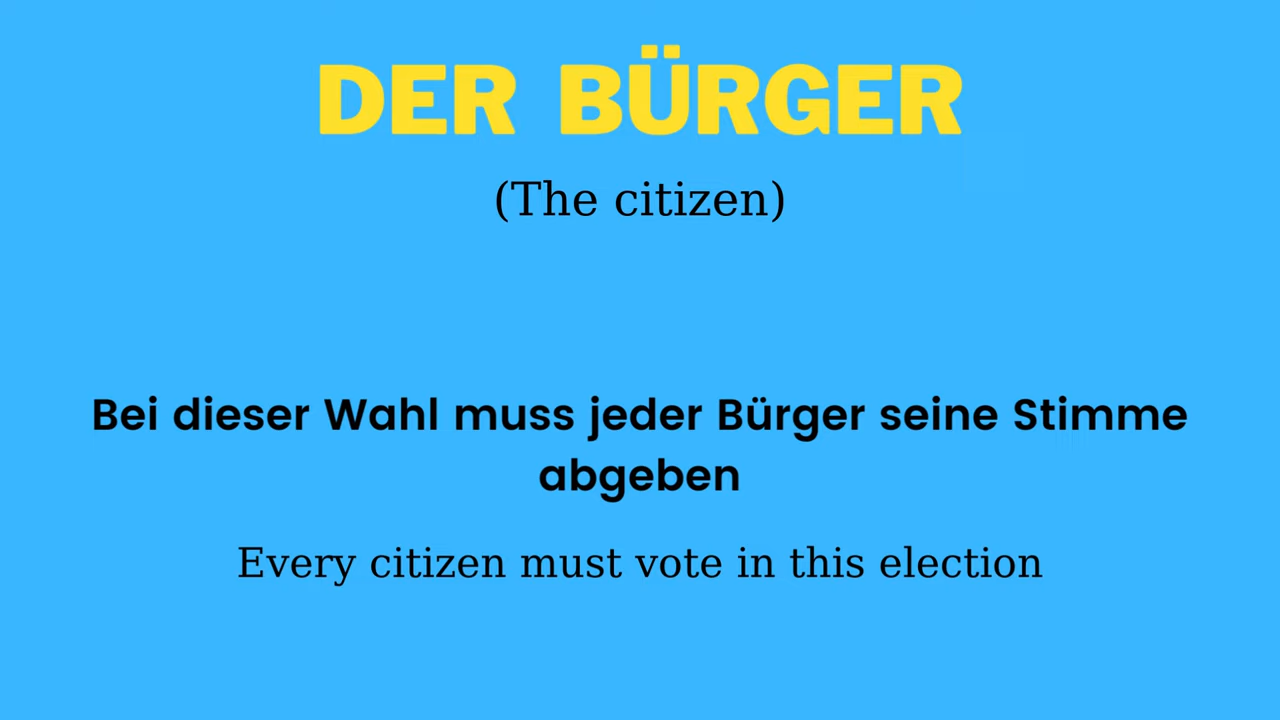 DER BÜRGER
(The citizen)
Bei dieser Wahl muss jeder Bürger seine Stimme
abgeben
Every citizen must vote in this election